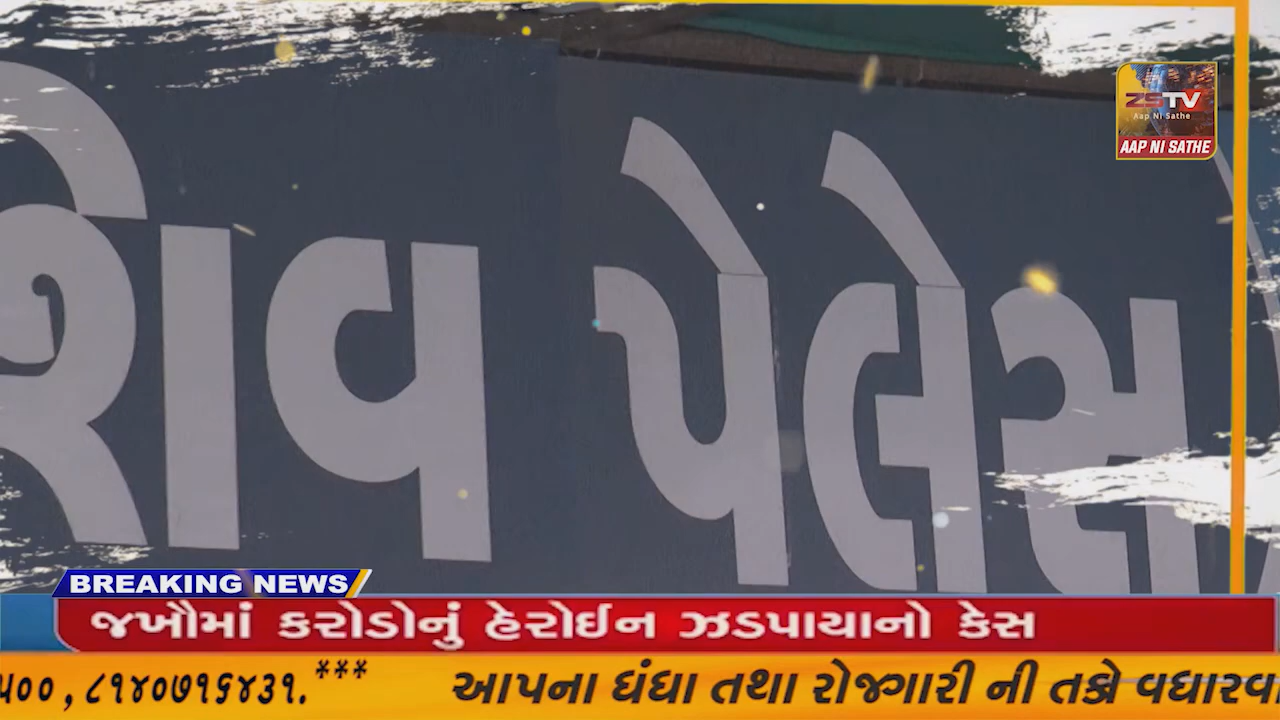 ZSTV
Aap Ni Sathe
AAP NI SATHE
શિવ પેલેસ
BREAKING NEWS
જખૌમાં કરોડોનું હેરોઈન ઝડપાયાનો કેસ
૫૦૦,૮૧૪૦૭૧૬૪૩૧.*** આપના ધંધા તથા રોજગારી ની તકો વધારવા